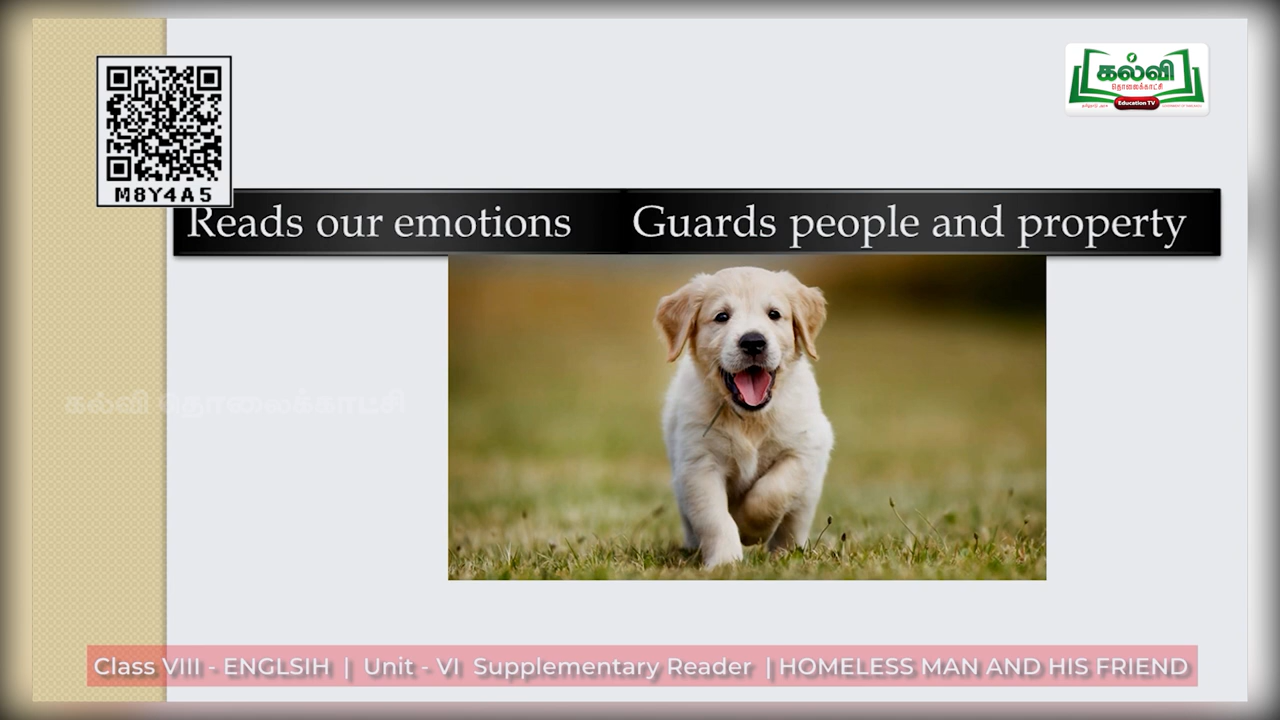 M8Y4A5
கல்வி
தொலைக்காட்சி
Education TV
Reads our emotions Guards people and property
கல்வி தொலைக்காட்சி
Class VIII - ENGLSIH | Unit - VI Supplementary Reader | HOMELESS MAN AND HIS FRIEND